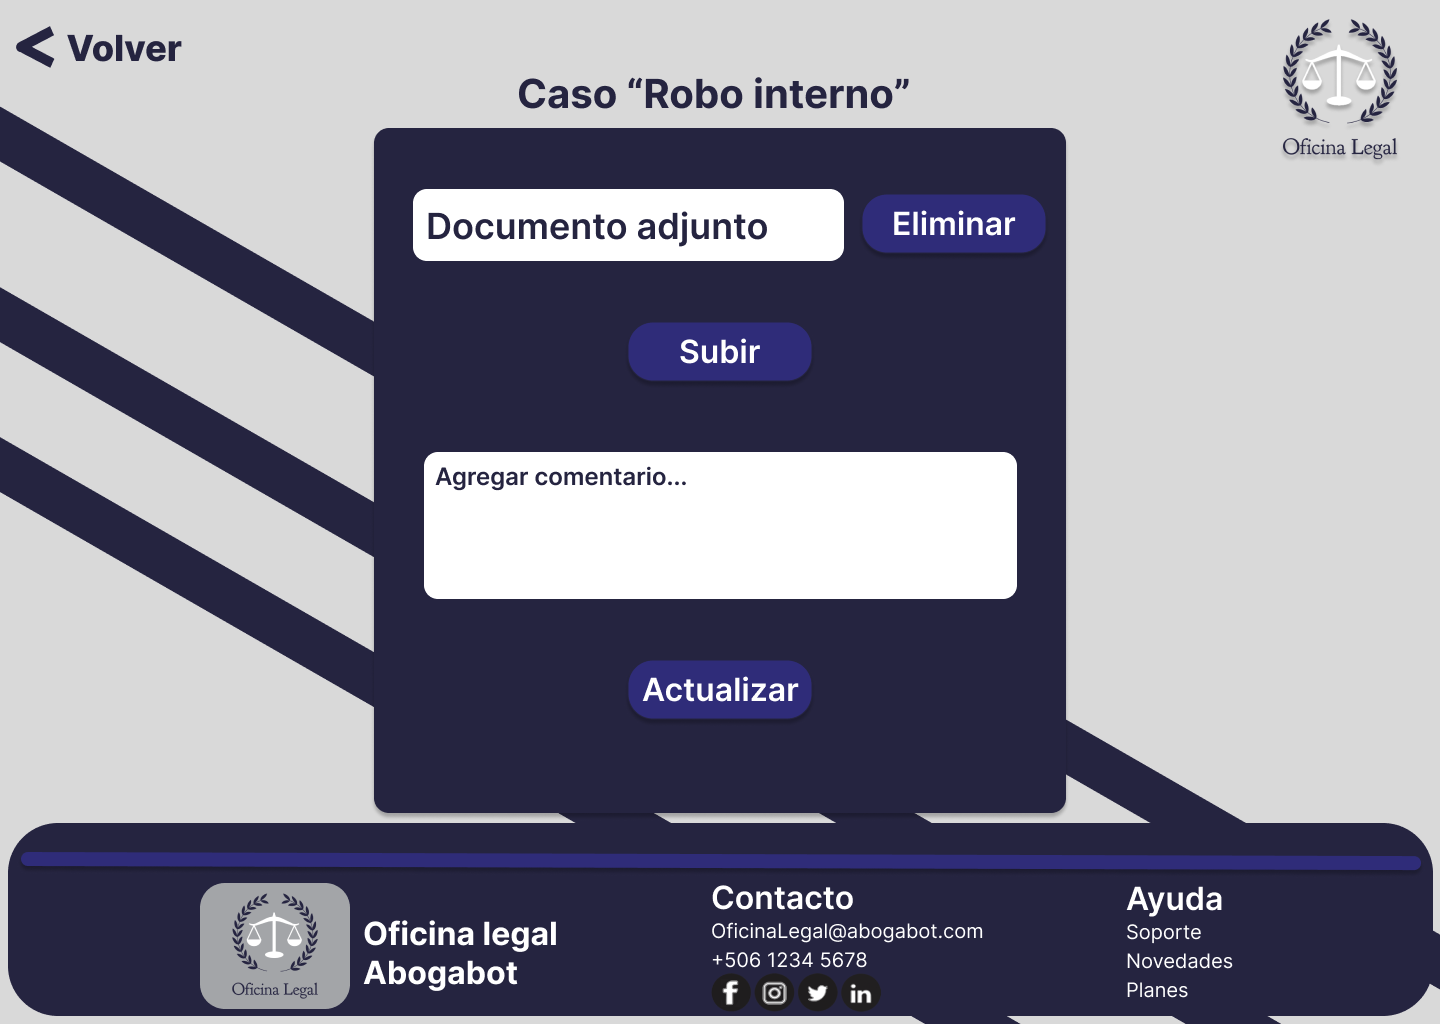 Volver
Oficina Legal
Caso “Robo interno”
Documento adjunto
Eliminar
Subir
Agregar comentario...
Actualizar
Oficina Legal
Oficina legal
Abogabot
Contacto
OficinaLegal@abogabot.com
+506 1234 5678
Ayuda
Soporte
Novedades
Planes